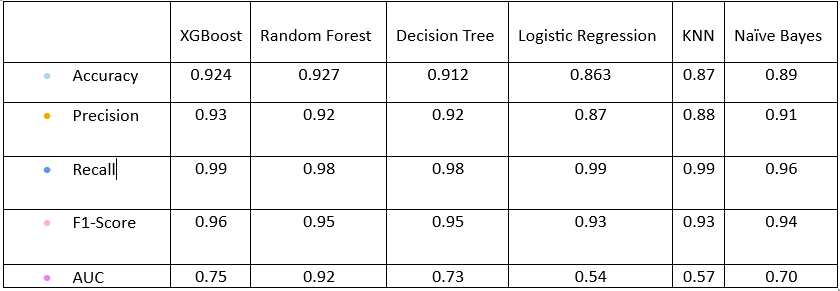 XGBoost Random Forest Decision Tree Logistic Regression KNN Naïve Bayes
• Accuracy 0.924 0.927 0.912 0.863 0.87 0.89
• Precision 0.93 0.92 0.92 0.87 0.88 0.91
• Recall 0.99 0.98 0.98 0.99 0.99 0.96
• F1-Score 0.96 0.95 0.95 0.93 0.93 0.94
• AUC 0.75 0.92 0.73 0.54 0.57 0.70